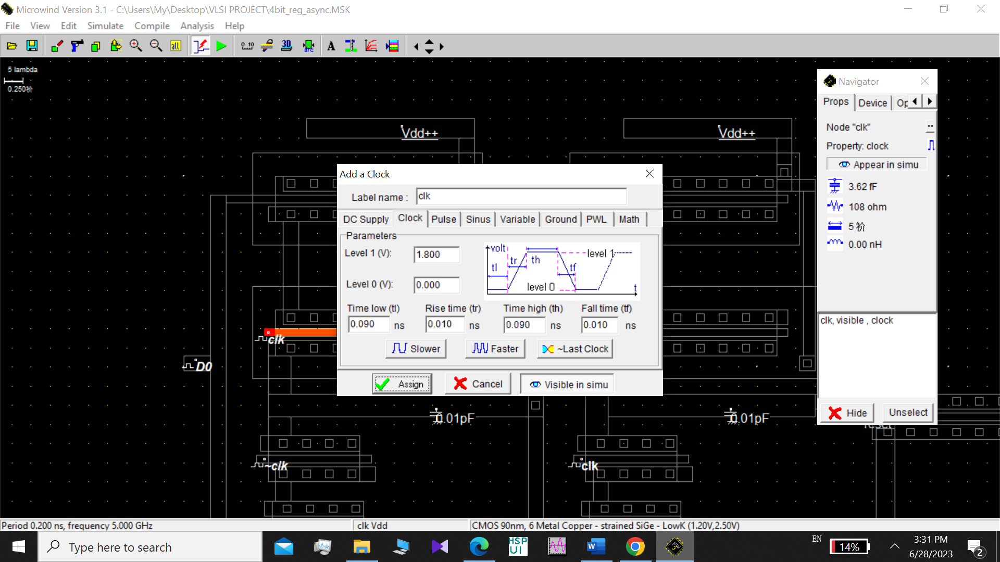 Microwind Version 3.1 - C:\Users\My\Desktop\VLSI PROJECT\4bit_reg_async.MSK
File View Edit Simulate Compile Analysis Help
5 lambda
0.250祄
Vdd++
Vdd++
Add a Clock
Label name : clk
DC Supply Clock Pulse Sinus Variable Ground PWL Math
Parameters
Level 1 (V): 1.800
Level 0 (V): 0.000
volt
tl tr th tf
level 1
level 0
t
Time low (tl) Rise time (tr) Time high (th) Fall time (tf)
0.090 ns 0.010 ns 0.090 ns 0.010 ns
Slower Faster ~Last Clock
Assign Cancel Visible in simu
Navigator
Props Device Op
Node "clk"
Property: clock
Appear in simu
3.62 fF
108 ohm
5 祄
0.00 nH
clk, visible , clock
Hide Unselect
clk
D0
0.01pF
0.01pF
~clk
clk
Period 0.200 ns, frequency 5.000 GHz
clk Vdd
CMOS 90nm, 6 Metal Copper - strained SiGe - LowK (1.20V,2.50V)
Type here to search
HSP
UI
EN
14%
3:31 PM
6/28/2023
2